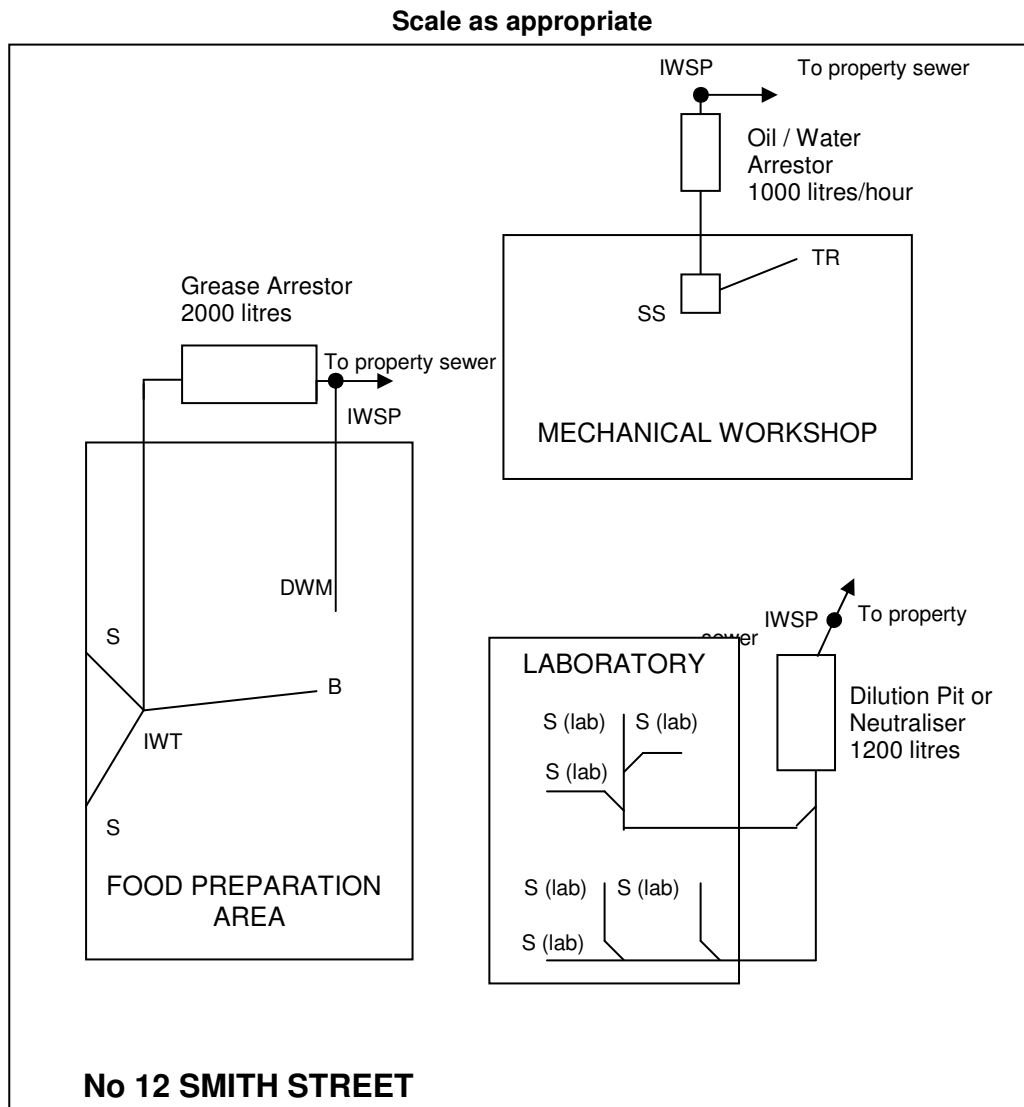 Scale as appropriate
IWSP
To property sewer
Oil / Water
Arrestor
1000 litres/hour
TR
SS
MECHANICAL WORKSHOP
Grease Arrestor
2000 litres
To property sewer
IWSP
DWM
S
B
IWT
S
FOOD PREPARATION
AREA
IWSP
To property
sewer
LABORATORY
S (lab)
S (lab)
S (lab)
Dilution Pit or
Neutraliser
1200 litres
S (lab)
S (lab)
S (lab)
No 12 SMITH STREET